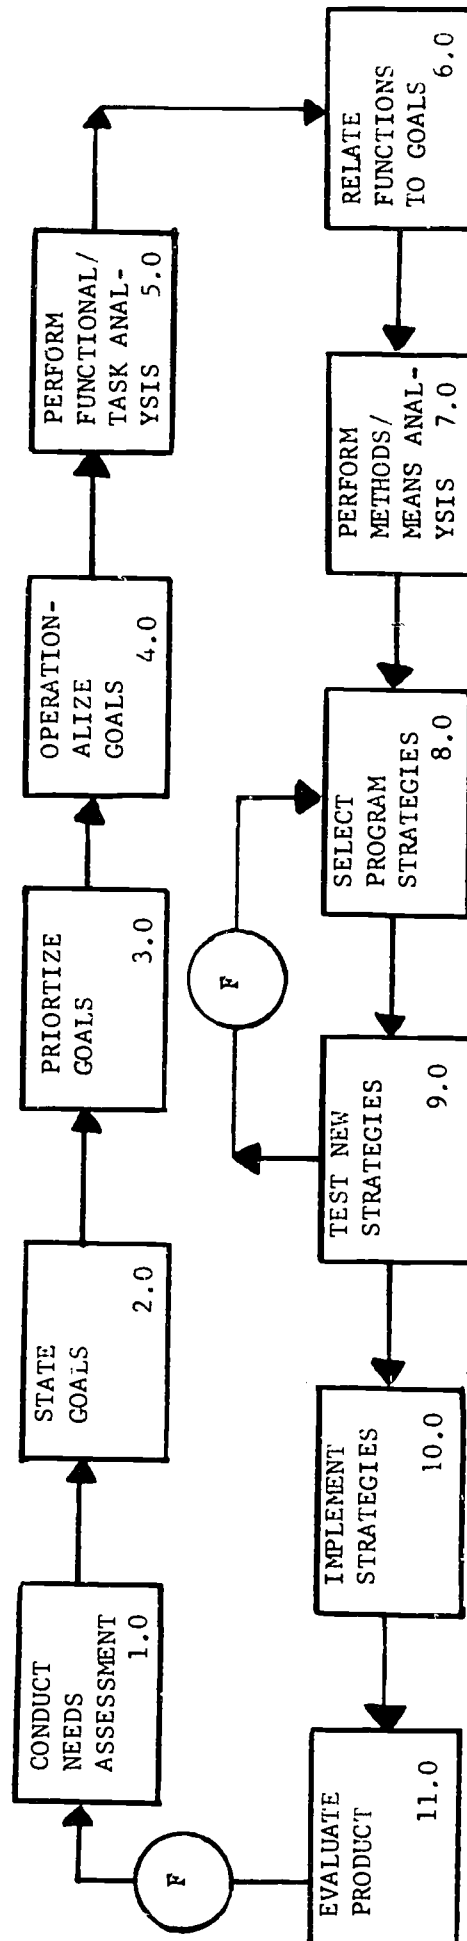 CONDUCT
NEEDS
ASSESSMENT
1.0
STATE
GOALS
2.0
PRIORTIZE
GOALS
3.0
OPERATION-
ALIZE
GOALS
4.0
PERFORM
FUNCTIONAL/
TASK ANAL-
YSIS 5.0
RELATE
FUNCTIONS
TO GOALS
6.0
PERFORM
METHODS/
MEANS ANAL-
YSIS 7.0
SELECT
PROGRAM
STRATEGIES
8.0
F
TEST NEW
STRATEGIES
9.0
IMPLEMENT
STRATEGIES
10.0
EVALUATE
PRODUCT
11.0
F